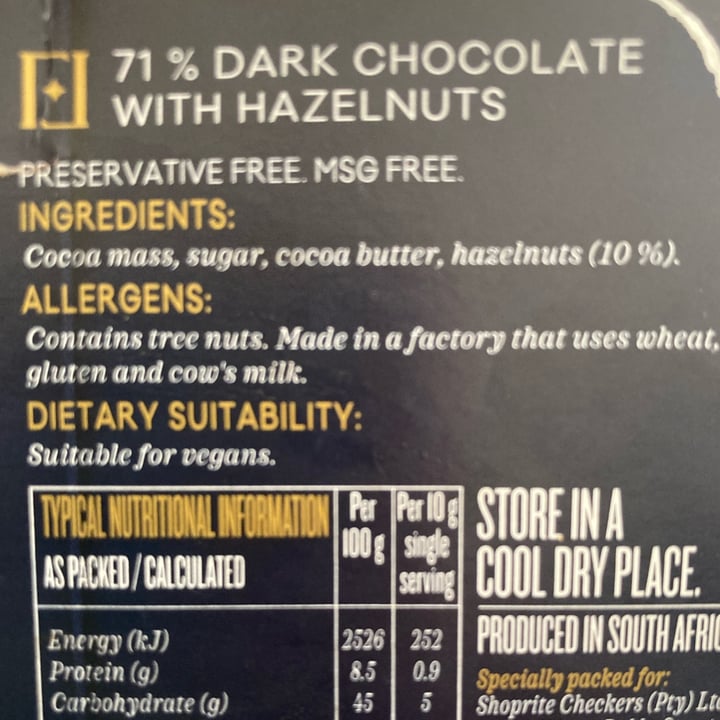 71 % DARK CHOCOLATE
WITH HAZELNUTS
PRESERVATIVE FREE. MSG FREE.
INGREDIENTS:
Cocoa mass, sugar, cocoa butter, hazelnuts (10 %).
ALLERGENS:
Contains tree nuts. Made in a factory that uses wheat,
gluten and cow's milk.
DIETARY SUITABILITY:
Suitable for vegans.
TYPICAL NUTRITIONAL INFORMATION
AS PACKED / CALCULATED
Per
100 g
Per 10 g
single
serving
Energy (kJ) 2526 252
Protein (g) 8.5 0.9
Carbohydrate (g) 45 5
STORE IN A
COOL DRY PLACE.
PRODUCED IN SOUTH AFRIC
Specially packed for:
Shoprite Checkers (Pty) Lt